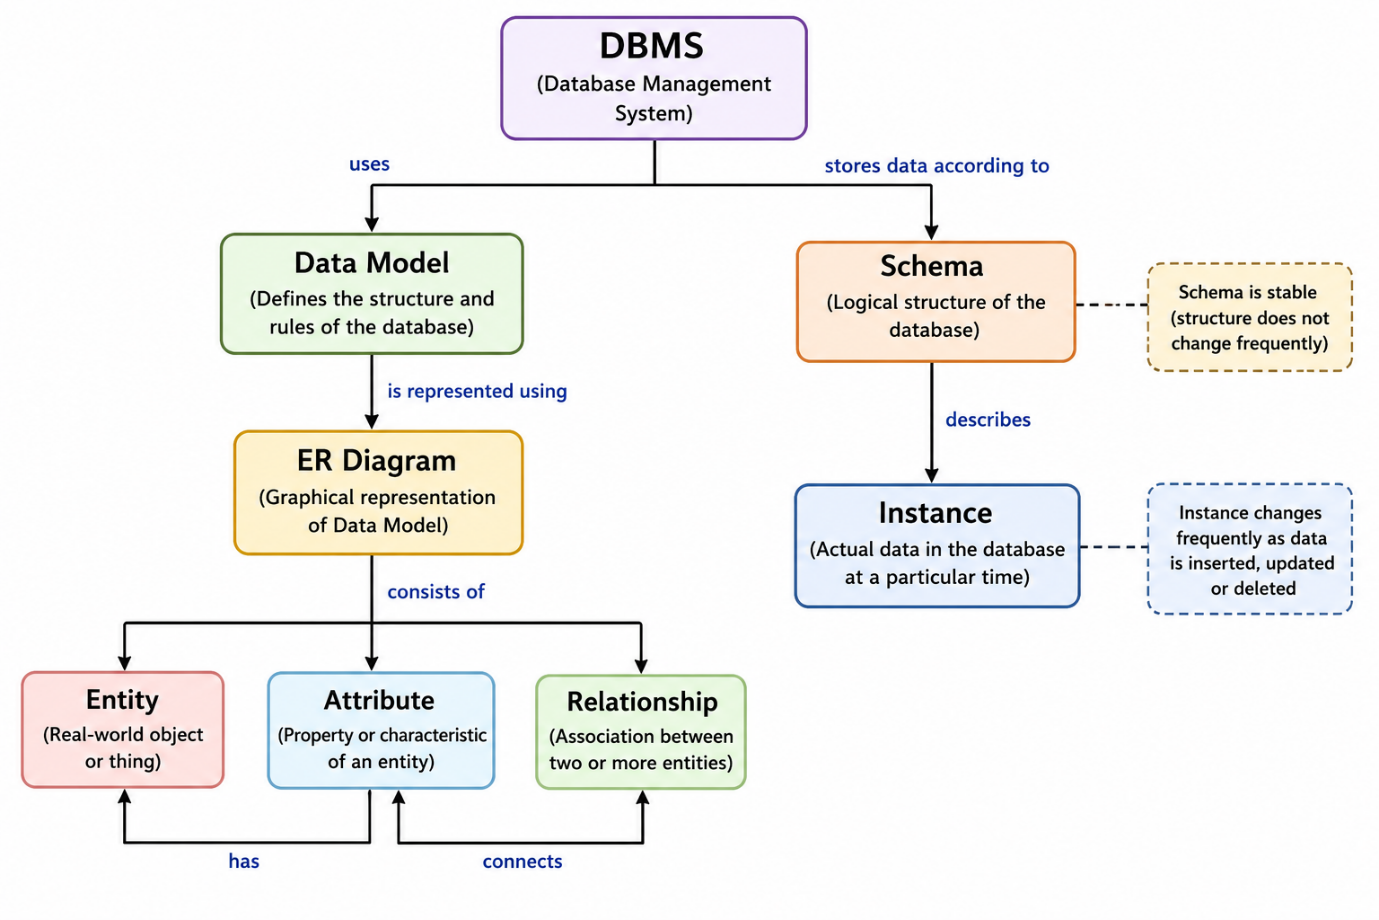 DBMS
(Database Management
System)
uses
stores data according to
Data Model
(Defines the structure and
rules of the database)
Schema
(Logical structure of the
database)
Schema is stable
(structure does not
change frequently)
is represented using
describes
ER Diagram
(Graphical representation
of Data Model)
Instance
(Actual data in the database
at a particular time)
Instance changes
frequently as data
is inserted, updated
or deleted
consists of
Entity
(Real-world object
or thing)
Attribute
(Property or characteristic
of an entity)
Relationship
(Association between
two or more entities)
has
connects